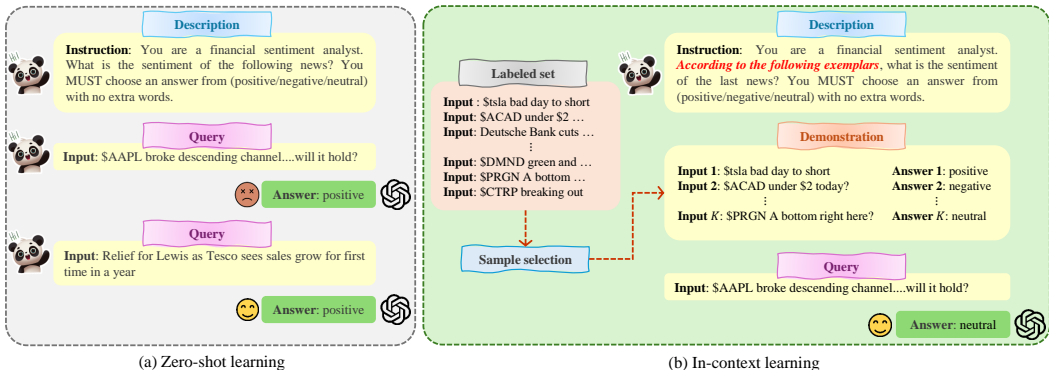 Description
Instruction: You are a financial sentiment analyst.
What is the sentiment of the following news? You
MUST choose an answer from (positive/negative/neutral)
with no extra words.
Query
Input: $AAPL broke descending channel....will it hold?
Answer: positive
Query
Input: Relief for Lewis as Tesco sees sales grow for first
time in a year
Answer: positive
(a) Zero-shot learning
Labeled set
Input : $tsla bad day to short
Input: $ACAD under $2 …
Input: Deutsche Bank cuts …
⋮
Input: $DMND green and …
Input: $PRGN A bottom …
Input: $CTRP breaking out
Sample selection
Description
Instruction: You are a financial sentiment analyst.
According to the following exemplars, what is the sentiment
of the last news? You MUST choose an answer from
(positive/negative/neutral) with no extra words.
Demonstration
Input 1: $tsla bad day to short Answer 1: positive
Input 2: $ACAD under $2 today? Answer 2: negative
⋮ ⋮
Input K: $PRGN A bottom right here? Answer K: neutral
Query
Input: $AAPL broke descending channel....will it hold?
Answer: neutral
(b) In-context learning